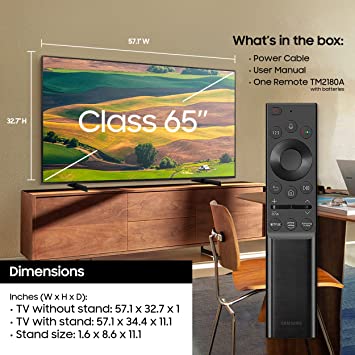 57.1" W
What's in the box:
• Power Cable
• User Manual
• One Remote TM2180A
with batteries
32.7" H
Class 65"
123
NETFLIX
SAMSUNG
Dimensions
Inches (W x H x D):
• TV without stand: 57.1 x 32.7 x 1
• TV with stand: 57.1 x 34.4 x 11.1
• Stand size: 1.6 x 8.6 x 11.1